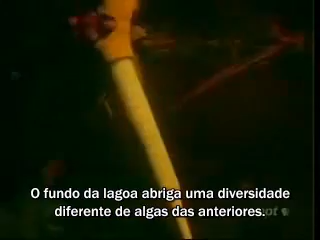 O fundo da lagoa abriga uma diversidade
diferente de algas das anteriores.